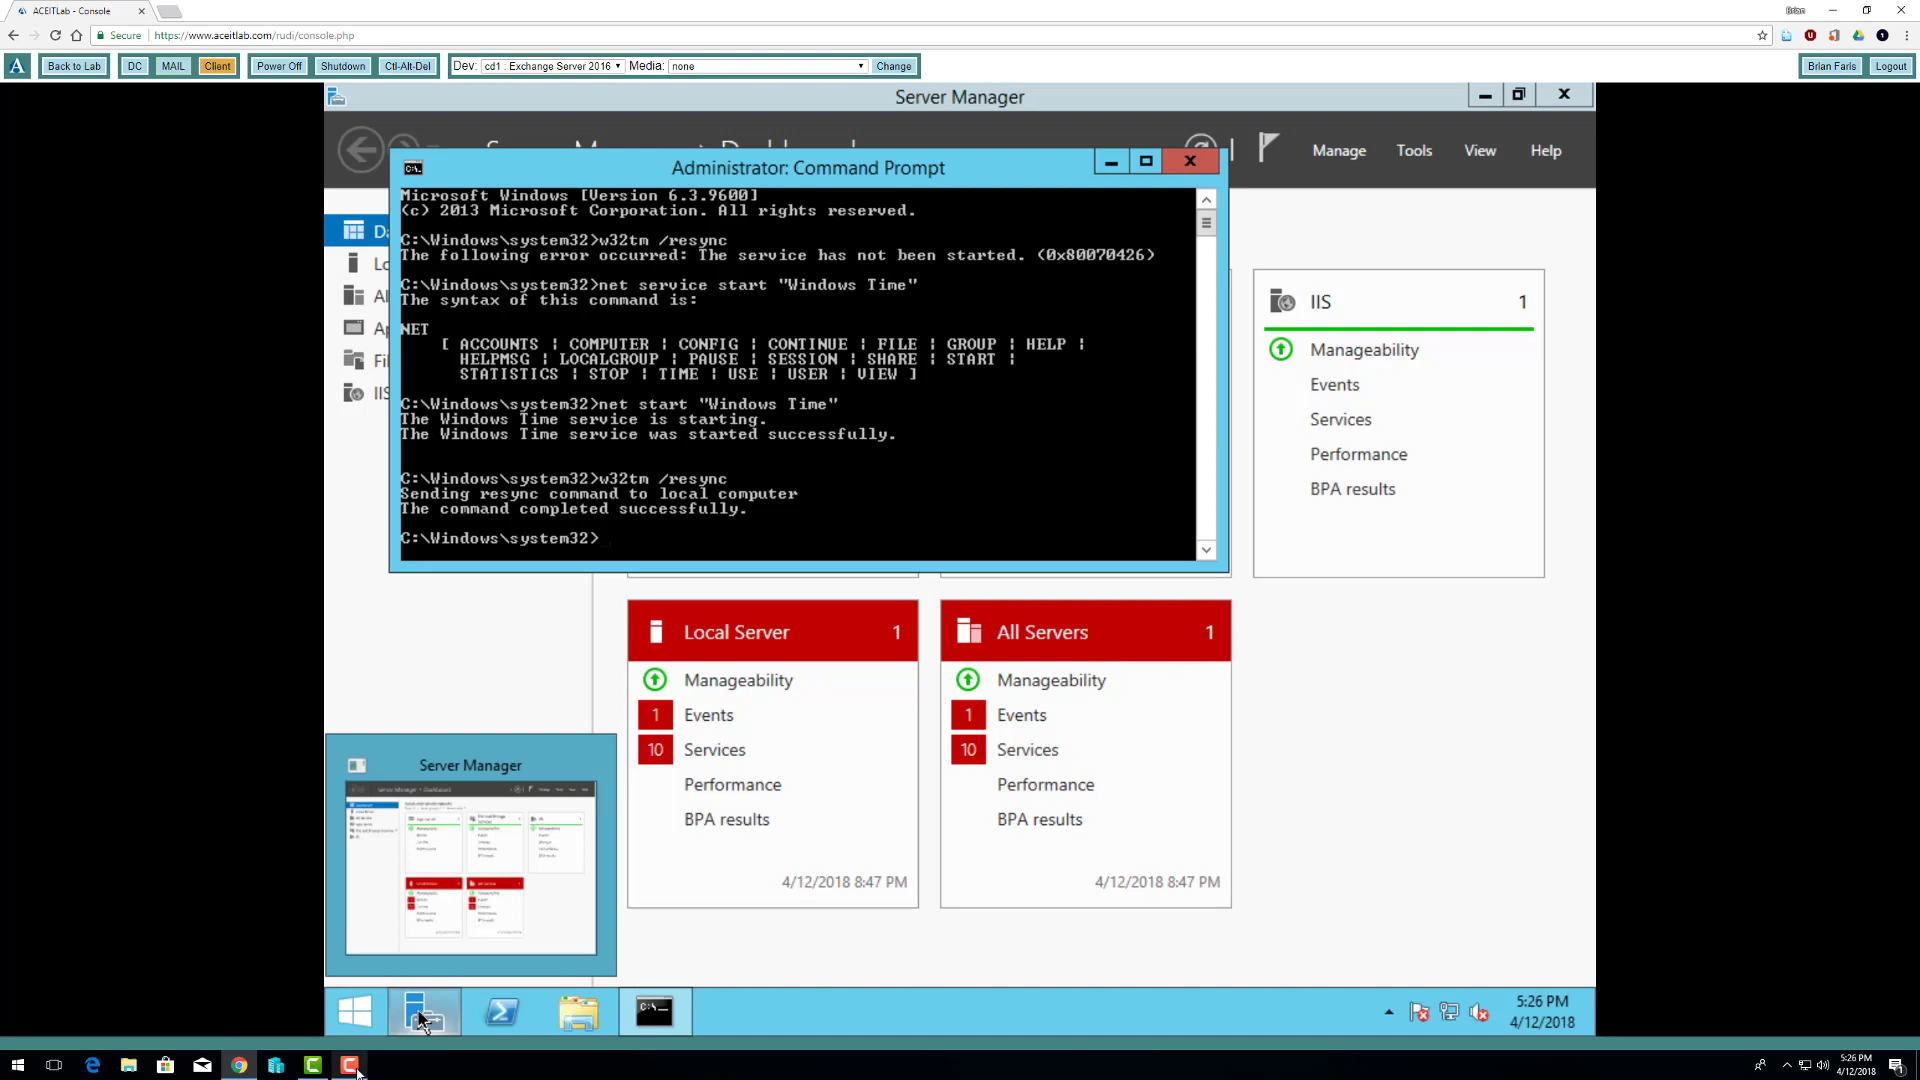 ACEITLab - Console
Brian
Secure https://www.aceitlab.com/rudi/console.php
Back to Lab DC MAIL Client Power Off Shutdown Ctl-Alt-Del Dev: cd1 : Exchange Server 2016 Media: none Change Brian Faris Logout
Server Manager
Manage Tools View Help
Administrator: Command Prompt
Microsoft Windows [Version 6.3.9600]
(c) 2013 Microsoft Corporation. All rights reserved.
C:\Windows\system32>w32tm /resync
The following error occurred: The service has not been started. (0x80070426)
C:\Windows\system32>net service start "Windows Time"
The syntax of this command is:
NET
[ ACCOUNTS | COMPUTER | CONFIG | CONTINUE | FILE | GROUP | HELP |
HELPMSG | LOCALGROUP | PAUSE | SESSION | SHARE | START |
STATISTICS | STOP | TIME | USE | USER | VIEW ]
C:\Windows\system32>net start "Windows Time"
The Windows Time service is starting.
The Windows Time service was started successfully.
C:\Windows\system32>w32tm /resync
Sending resync command to local computer
The command completed successfully.
C:\Windows\system32>
IIS 1
Manageability
Events
Services
Performance
BPA results
Local Server 1
Manageability
1 Events
10 Services
Performance
BPA results
4/12/2018 8:47 PM
All Servers 1
Manageability
1 Events
10 Services
Performance
BPA results
4/12/2018 8:47 PM
Server Manager
5:26 PM
4/12/2018
5:26 PM
4/12/2018